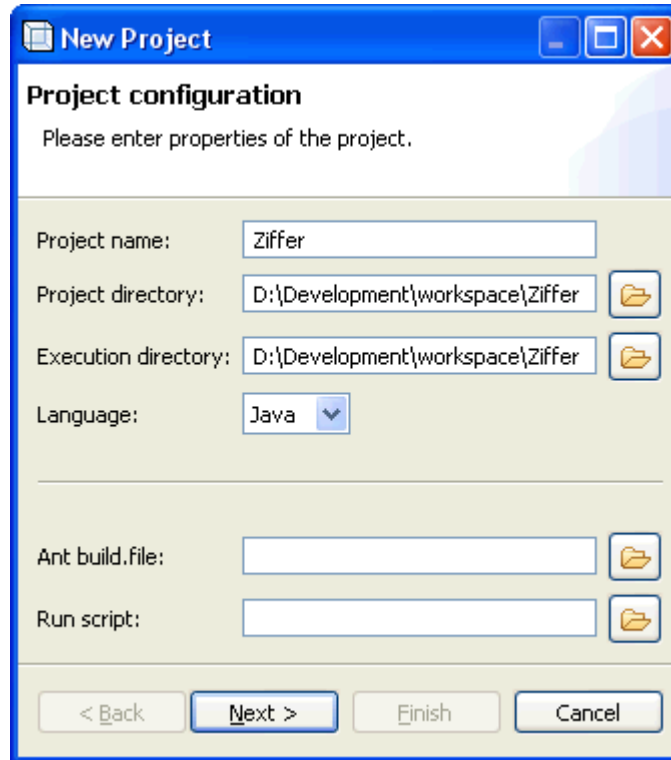 New Project
Project configuration
Please enter properties of the project.
Project name: Ziffer
Project directory: D:\Development\workspace\Ziffer
Execution directory: D:\Development\workspace\Ziffer
Language: Java
Ant build.file:
Run script:
< Back Next > Finish Cancel